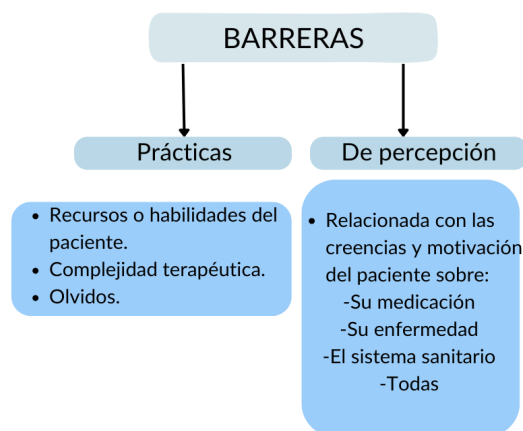 BARRERAS
Prácticas
• Recursos o habilidades del
paciente.
• Complejidad terapéutica.
• Olvidos.
De percepción
• Relacionada con las
creencias y motivación
del paciente sobre:
-Su medicación
-Su enfermedad
-El sistema sanitario
-Todas